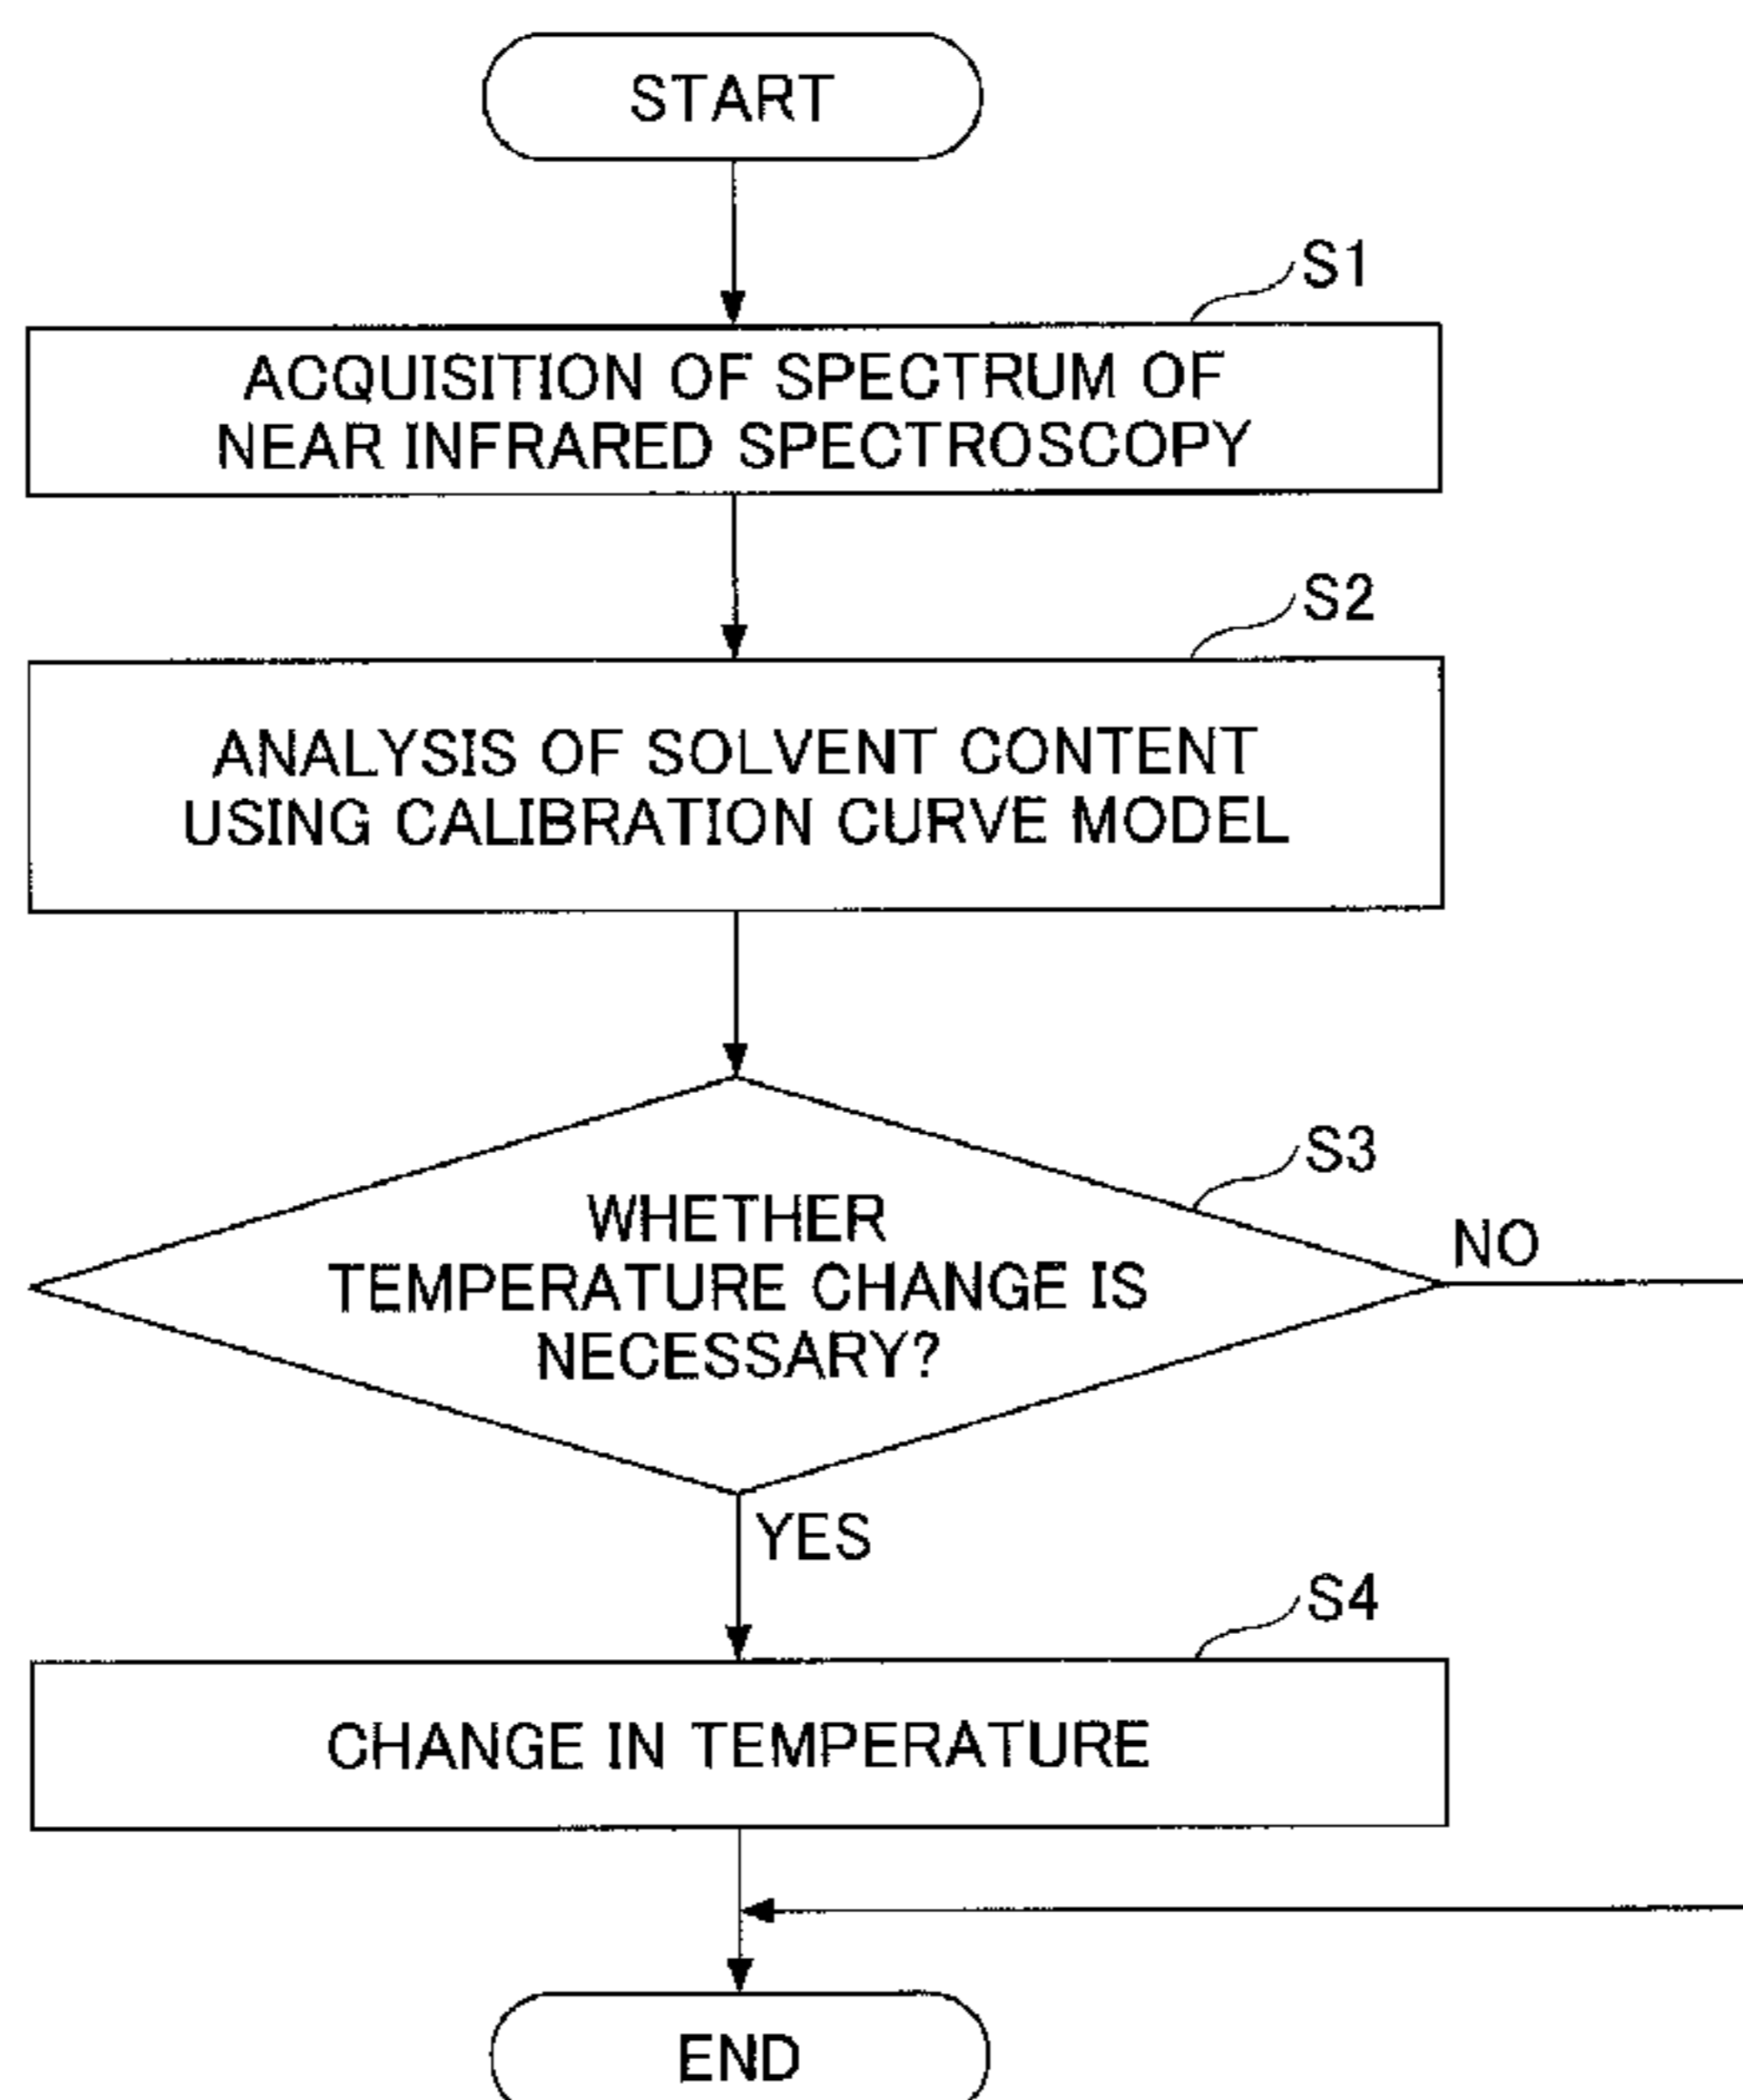 START
S1
ACQUISITION OF SPECTRUM OF
NEAR INFRARED SPECTROSCOPY
S2
ANALYSIS OF SOLVENT CONTENT
USING CALIBRATION CURVE MODEL
S3
WHETHER
TEMPERATURE CHANGE IS
NECESSARY?
NO
YES
S4
CHANGE IN TEMPERATURE
END